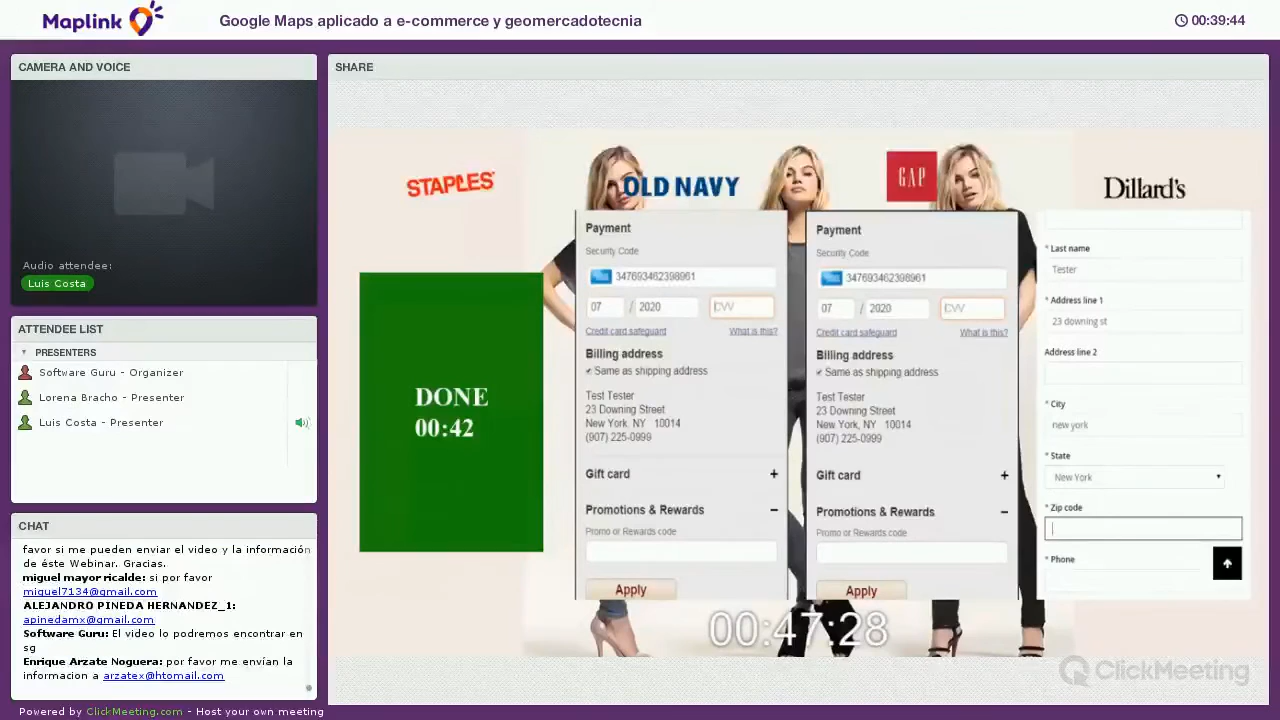 Maplink
Google Maps aplicado a e-commerce y geomercadotecnia
00:39:44
CAMERA AND VOICE
Audio attendee:
Luis Costa
ATTENDEE LIST
PRESENTERS
Software Guru - Organizer
Lorena Bracho - Presenter
Luis Costa - Presenter
CHAT
favor si me pueden enviar el video y la información
de éste Webinar. Gracias.
miguel mayor ricalde: si por favor
miguel7134@gmail.com
ALEJANDRO PINEDA HERNANDEZ_1:
apinedamx@gmail.com
Software Guru: El video lo podremos encontrar en
sg
Enrique Arzate Noguera: por favor me envían la
informacion a arzatex@htomail.com
SHARE
STAPLES
DONE
00:42
OLD NAVY
Payment
Security Code
347693462398961
07 / 2020 CVV
Credit card safeguard What is this?
Billing address
Same as shipping address
Test Tester
23 Downing Street
New York, NY 10014
(907) 225-0999
Gift card +
Promotions & Rewards −
Promo or Rewards code
Apply
GAP
Payment
Security Code
347693462398961
07 / 2020 CVV
Credit card safeguard What is this?
Billing address
Same as shipping address
Test Tester
23 Downing Street
New York, NY 10014
(907) 225-0999
Gift card +
Promotions & Rewards −
Promo or Rewards code
Apply
Dillard's
* Last name
Tester
* Address line 1
23 downing st
Address line 2
* City
new york
* State
New York
* Zip code
* Phone
00:47:28
ClickMeeting
Powered by ClickMeeting.com - Host your own meeting